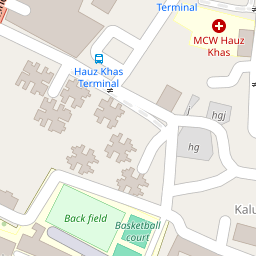 Terminal
MCW Hauz
Khas
Hauz Khas
Terminal
hgj
hg
Kalu
Back field
Basketball
court